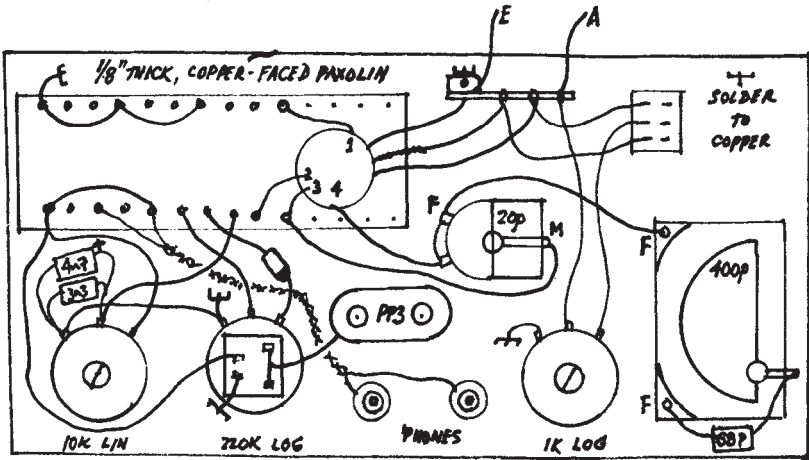 E A
E 1/8" THICK, COPPER-FACED PAXOLIN
SOLDER
TO
COPPER
1
2
3 4
F 20p M
F
400p
4n7
3n3
PP3
F
68p
10K LIN
220K LOG
PHONES
1K LOG